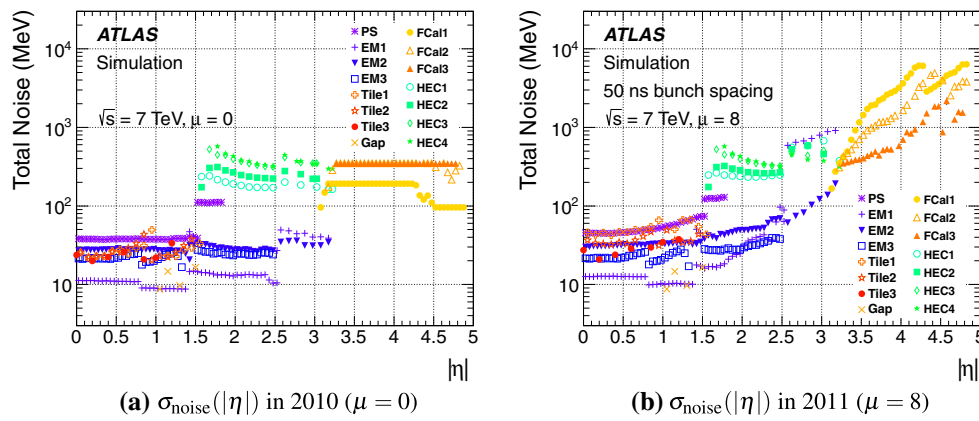 Total Noise (MeV)
10^4
10^3
10^2
10
ATLAS
Simulation
√s = 7 TeV, μ = 0
PS
EM1
EM2
EM3
Tile1
Tile2
Tile3
Gap
FCal1
FCal2
FCal3
HEC1
HEC2
HEC3
HEC4
0 0.5 1 1.5 2 2.5 3 3.5 4 4.5 5
|η|
(a) σnoise(|η|) in 2010 (μ = 0)
Total Noise (MeV)
10^4
10^3
10^2
10
ATLAS
Simulation
50 ns bunch spacing
√s = 7 TeV, μ = 8
PS
EM1
EM2
EM3
Tile1
Tile2
Tile3
Gap
FCal1
FCal2
FCal3
HEC1
HEC2
HEC3
HEC4
0 0.5 1 1.5 2 2.5 3 3.5 4 4.5 5
|η|
(b) σnoise(|η|) in 2011 (μ = 8)